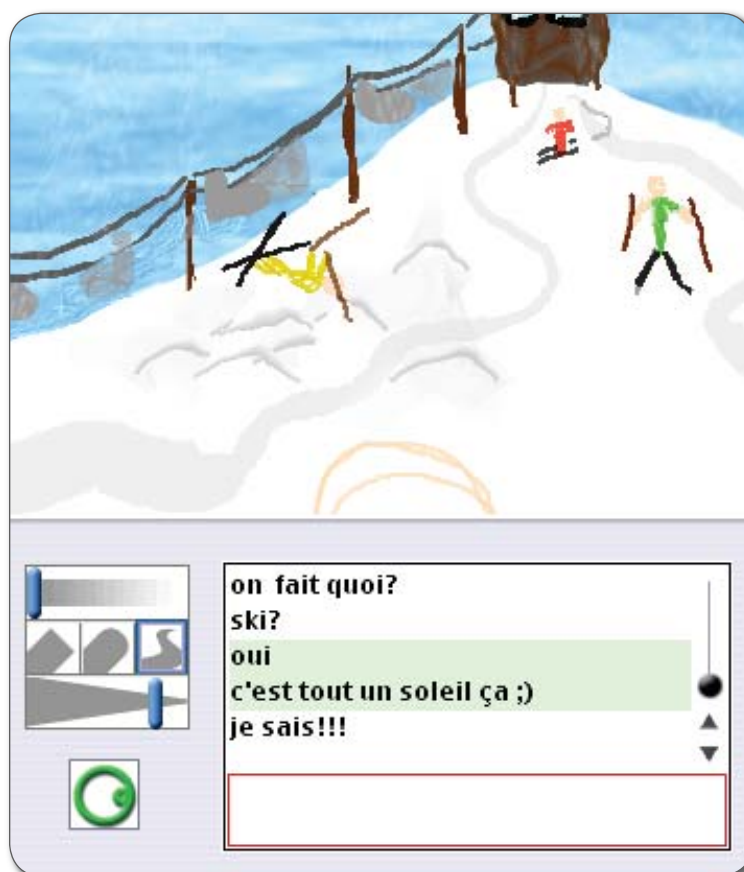 on fait quoi?
ski?
oui
c'est tout un soleil ça ;)
je sais!!!